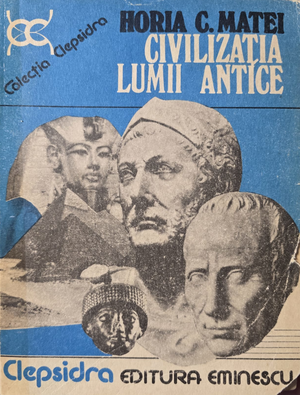 HORIA C. MATEI
CIVILIZAȚIA
LUMII ANTICE
Colecția Clepsidra
Clepsidra EDITURA EMINESCU